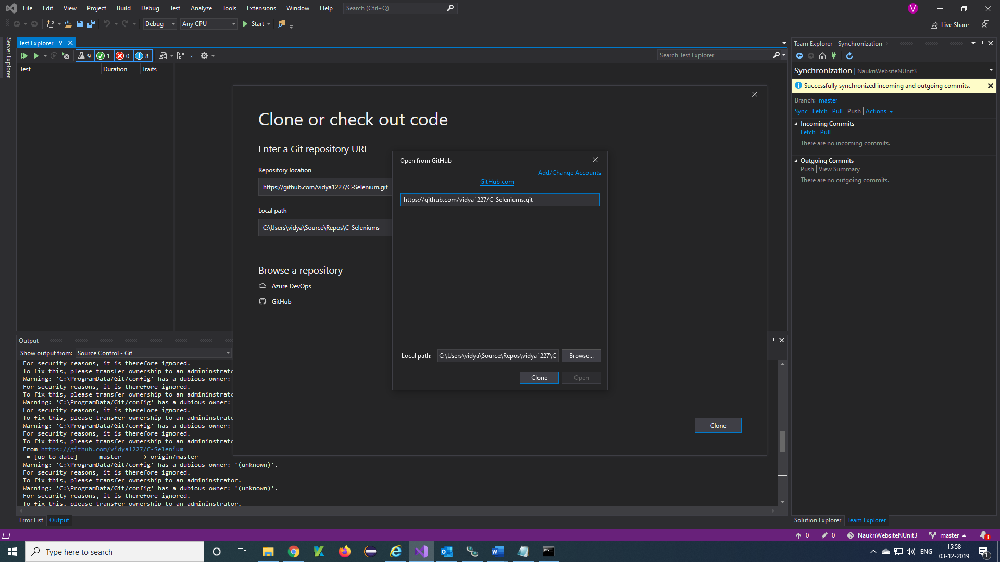 File Edit View Project Build Debug Test Analyze Tools Extensions Window Help Search (Ctrl+Q) V
Debug Any CPU Start Live Share
Server Explorer
Test Explorer
9 1 0 8 Search Test Explorer
Test Duration Traits
Clone or check out code
Enter a Git repository URL
Repository location
https://github.com/vidya1227/C-Selenium.git
Local path
C:\Users\vidya\Source\Repos\C-Seleniums
Browse a repository
Azure DevOps
GitHub
Clone
Open from GitHub
Add/Change Accounts
GitHub.com
https://github.com/vidya1227/C-Seleniums.git
Local path: C:\Users\vidya\Source\Repos\vidya1227\C- Browse...
Clone Open
Team Explorer - Synchronization
Synchronization | NaukriWebsiteNUnit3
Successfully synchronized incoming and outgoing commits.
Branch: master
Sync | Fetch | Pull | Push | Actions
Incoming Commits
Fetch | Pull
There are no incoming commits.
Outgoing Commits
Push | View Summary
There are no outgoing commits.
Output
Show output from: Source Control - Git
For security reasons, it is therefore ignored.
To fix this, please transfer ownership to an admininstrato
Warning: 'C:\ProgramData/Git/config' has a dubious owner:
For security reasons, it is therefore ignored.
To fix this, please transfer ownership to an admininstrato
Warning: 'C:\ProgramData/Git/config' has a dubious owner:
For security reasons, it is therefore ignored.
To fix this, please transfer ownership to an admininstrato
Warning: 'C:\ProgramData/Git/config' has a dubious owner:
For security reasons, it is therefore ignored.
To fix this, please transfer ownership to an admininstrato
From https://github.com/vidya1227/C-Selenium
= [up to date] master -> origin/master
Warning: 'C:\ProgramData/Git/config' has a dubious owner: '(unknown)'.
For security reasons, it is therefore ignored.
To fix this, please transfer ownership to an admininstrator.
Warning: 'C:\ProgramData/Git/config' has a dubious owner: '(unknown)'.
For security reasons, it is therefore ignored.
To fix this, please transfer ownership to an admininstrator.
Error List Output
Solution Explorer Team Explorer
0 0 NaukriWebsiteNUnit3 master 3
Type here to search
ENG 15:58
03-12-2019
1